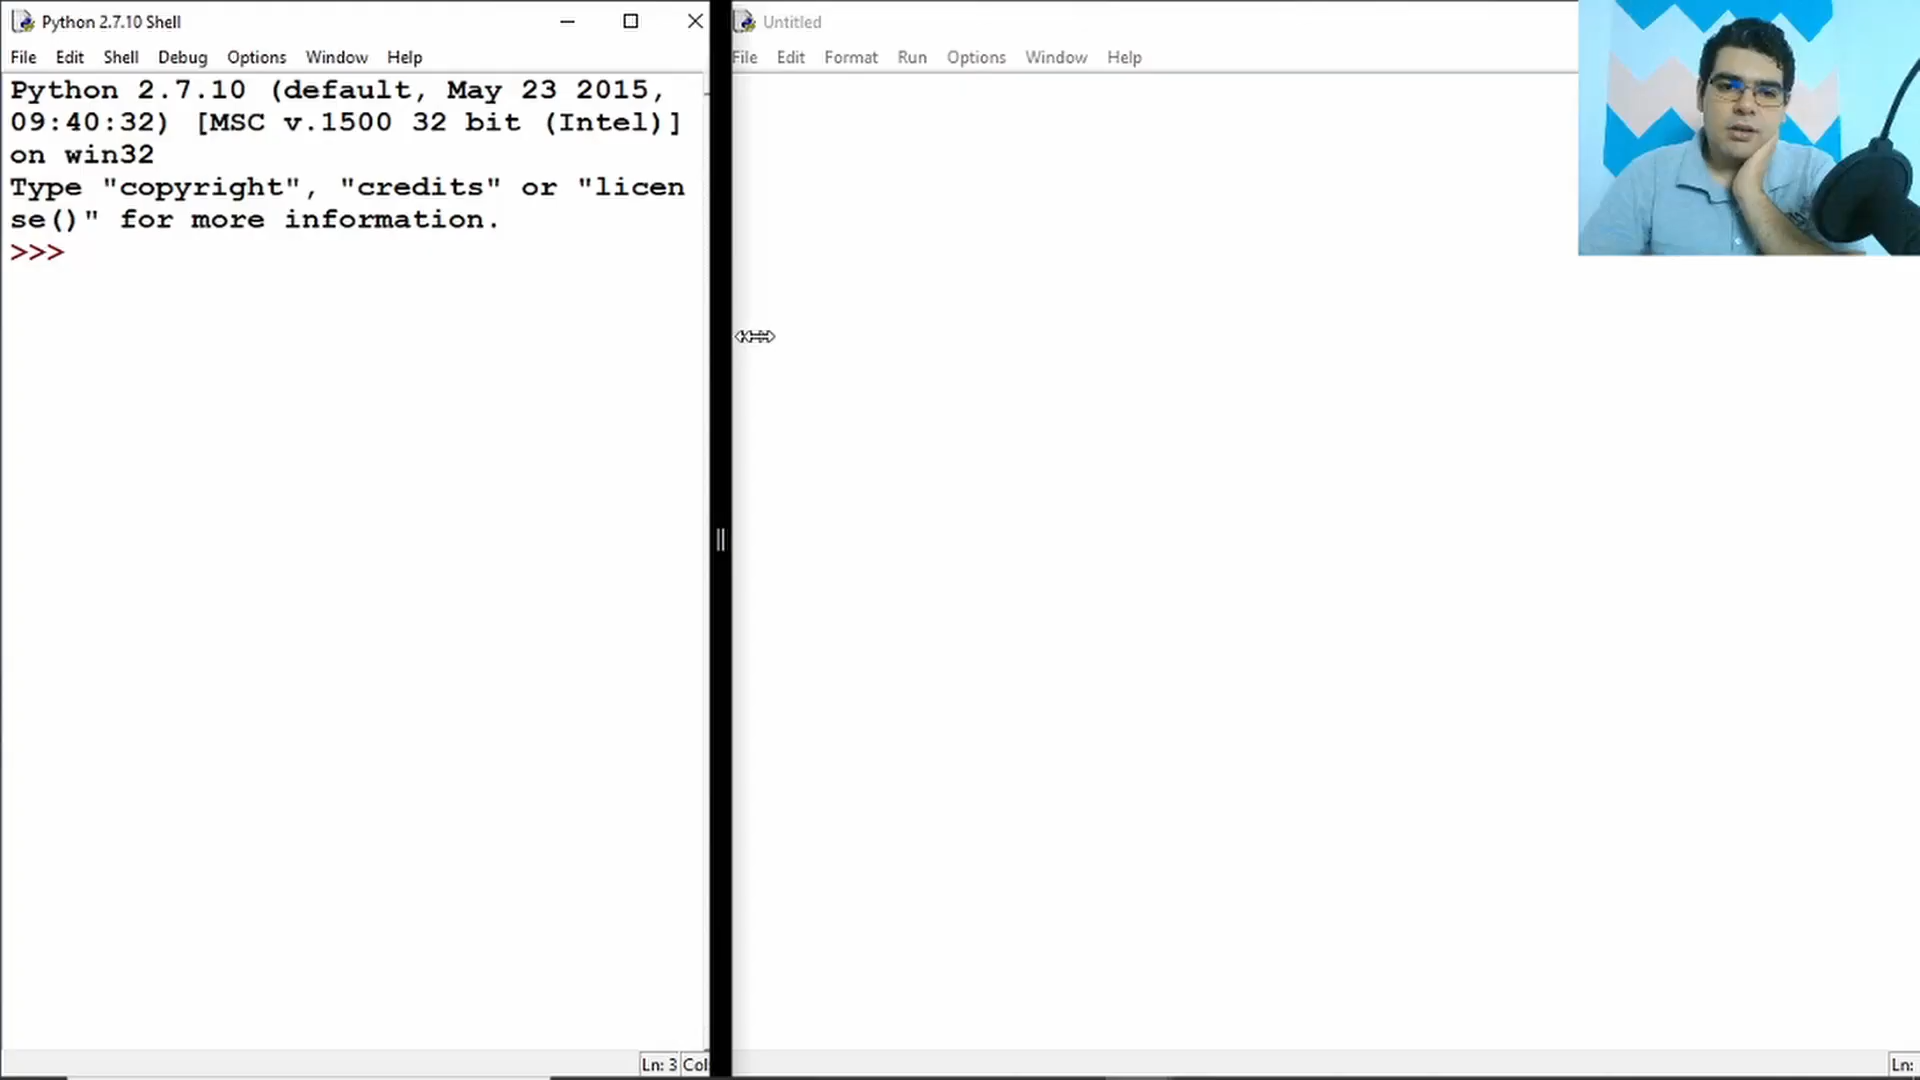 Python 2.7.10 Shell
File Edit Shell Debug Options Window Help
Python 2.7.10 (default, May 23 2015,
09:40:32) [MSC v.1500 32 bit (Intel)]
on win32
Type "copyright", "credits" or "licen
se()" for more information.
>>>
Ln: 3 Col:
Untitled
File Edit Format Run Options Window Help
Ln: